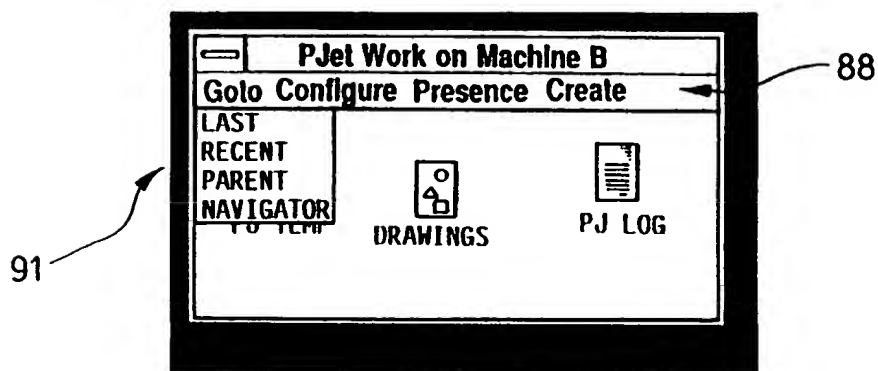 PJet Work on Machine B
88
Goto Configure Presence Create
LAST
RECENT
PARENT
NAVIGATOR
DRAWINGS
PJ LOG
91